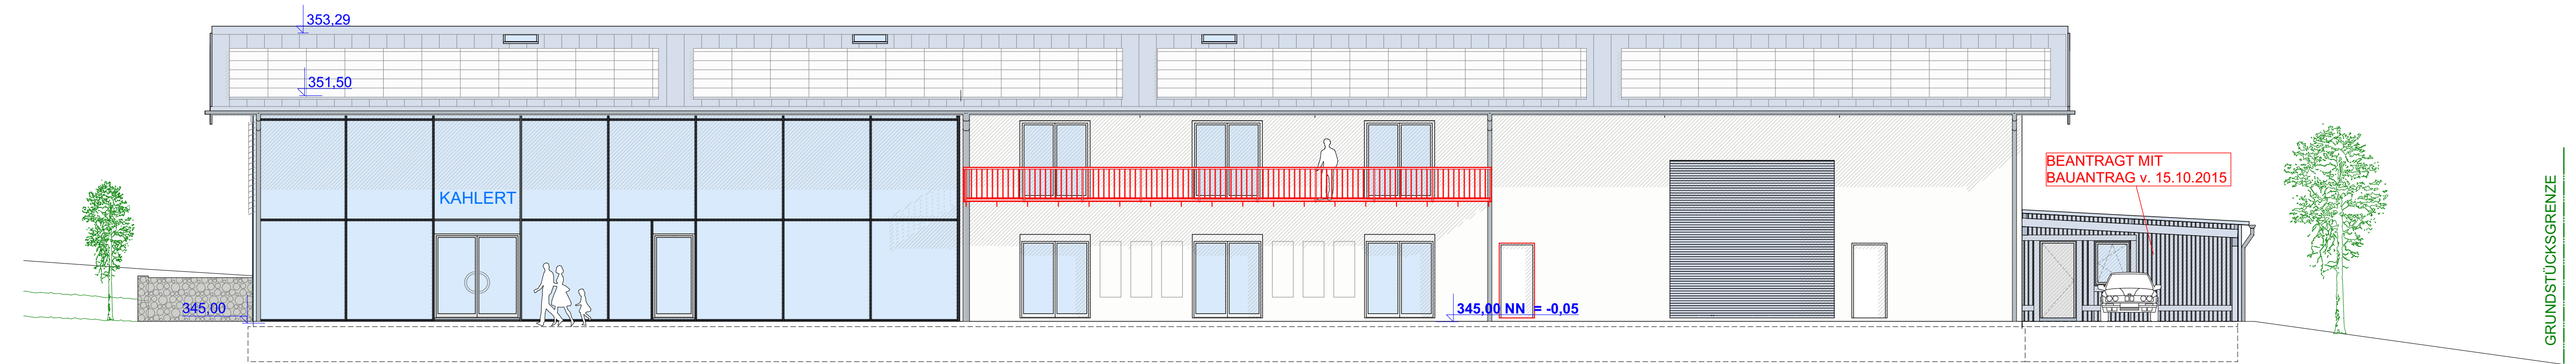 353,29
351,50
KAHLERT
BEANTRAGT MIT
BAUANTRAG v. 15.10.2015
345,00
345,00 NN = -0,05
GRUNDSTÜCKSGRENZE